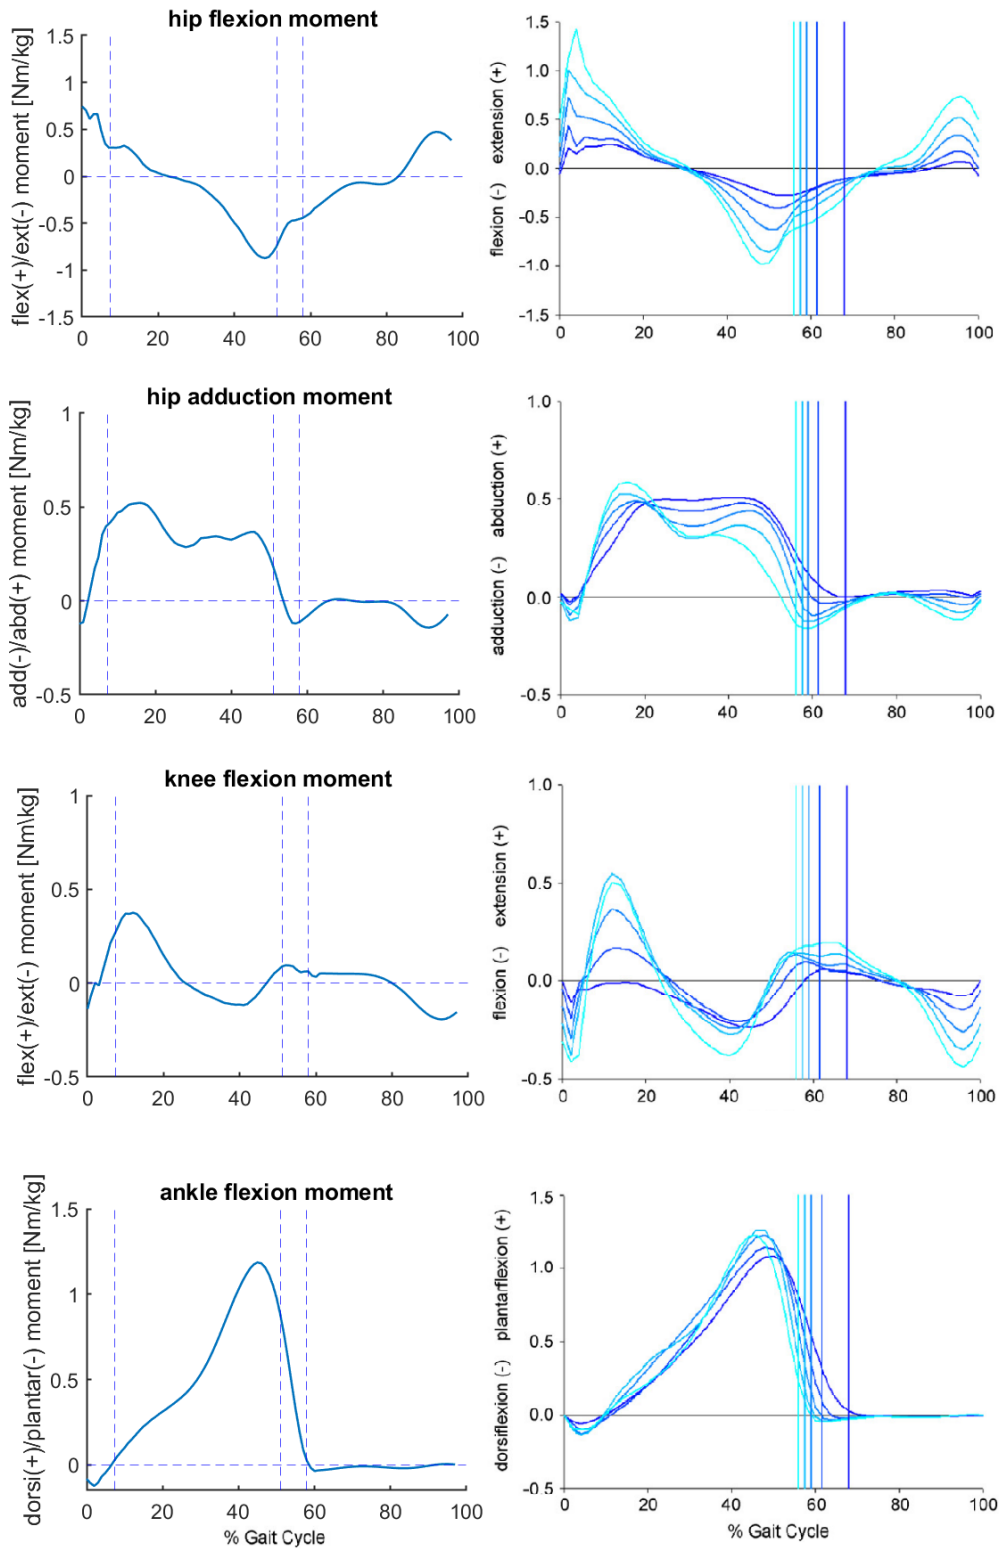 hip flexion moment
flex(+)/ext(-) moment [Nm/kg]
1.5
1
0.5
0
-0.5
-1
-1.5
0 20 40 60 80 100
flexion (-) extension (+)
1.5
1.0
0.5
0.0
-0.5
-1.0
-1.5
0 20 40 60 80 100
hip adduction moment
add(-)/abd(+) moment [Nm/kg]
1
0.5
0
-0.5
0 20 40 60 80 100
adduction (-) abduction (+)
1.0
0.5
0.0
-0.5
0 20 40 60 80 100
knee flexion moment
flex(+)/ext(-) moment [Nm\kg]
1
0.5
0
-0.5
0 20 40 60 80 100
flexion (-) extension (+)
1.0
0.5
0.0
-0.5
0 20 40 60 80 100
ankle flexion moment
dorsi(+)/plantar(-) moment [Nm/kg]
1.5
1
0.5
0
0 20 40 60 80 100
% Gait Cycle
dorsiflexion (-) plantarflexion (+)
1.5
1.0
0.5
0.0
-0.5
0 20 40 60 80 100
% Gait Cycle